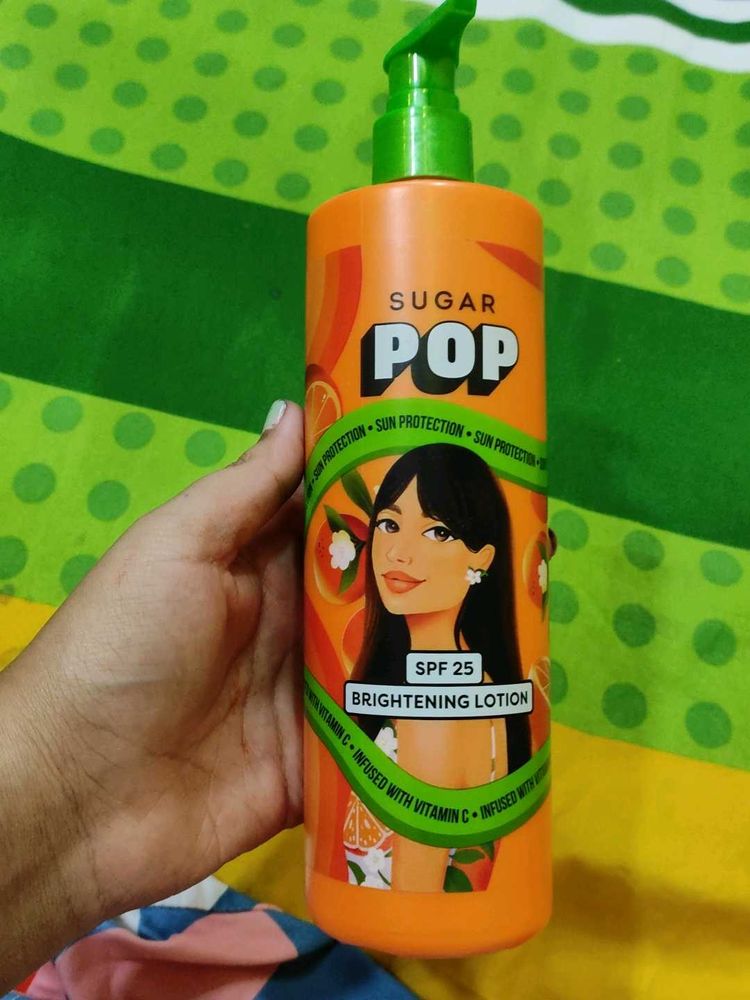 SUGAR
POP
SUN PROTECTION • SUN PROTECTION • SUN PROTECTION •
SPF 25
BRIGHTENING LOTION
WITH VITAMIN C • INFUSED WITH VITAMIN C • INFUSED WITH